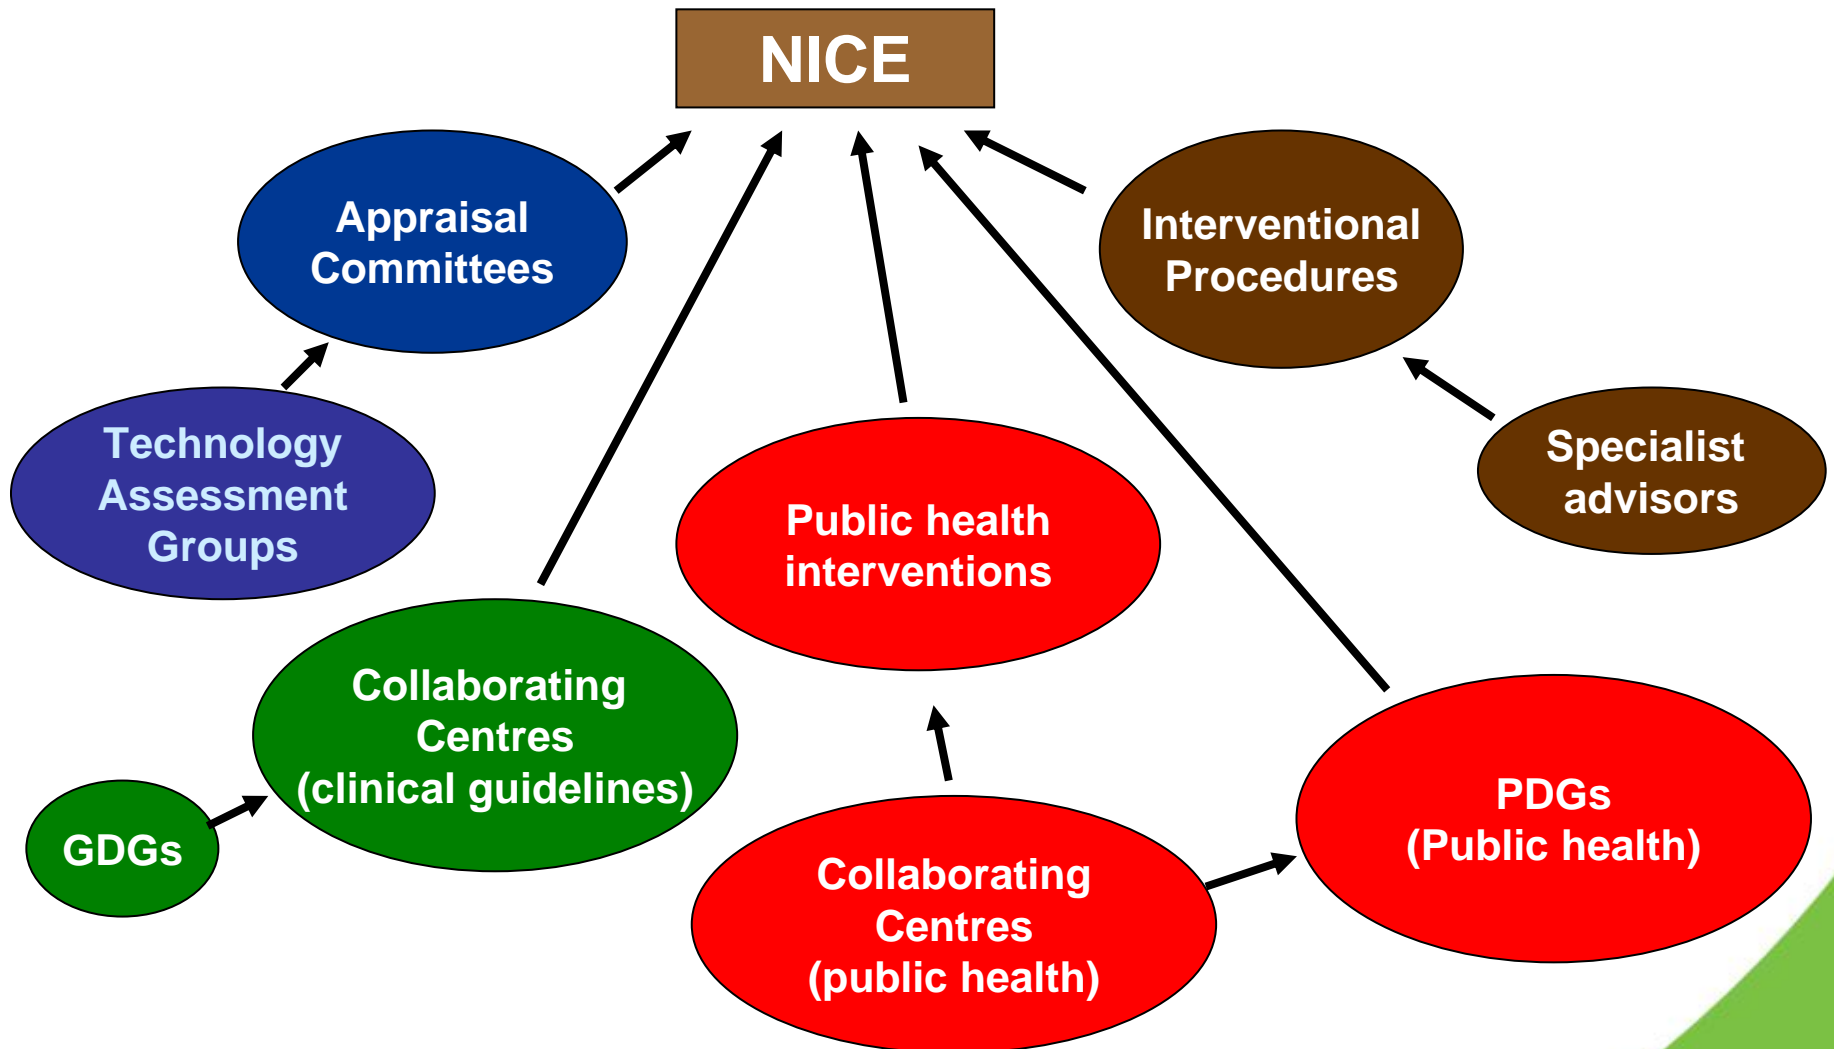 NICE
Appraisal
Committees
Interventional
Procedures
Technology
Assessment
Groups
Specialist
advisors
Public health
interventions
Collaborating
Centres
(clinical guidelines)
GDGs
PDGs
(Public health)
Collaborating
Centres
(public health)